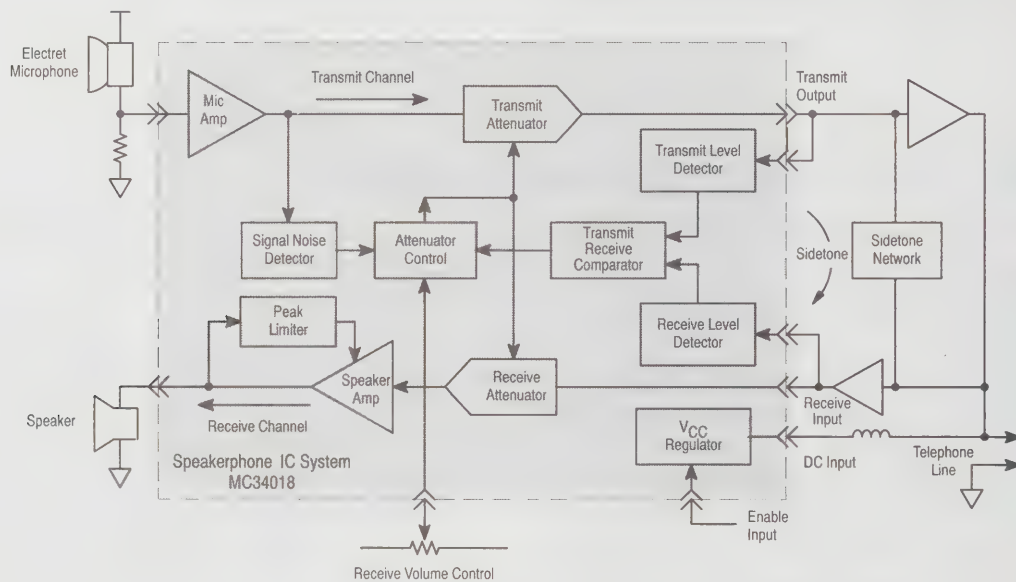 Electret
Microphone
Mic
Amp
Transmit Channel
Transmit
Attenuator
Transmit
Output
Transmit Level
Detector
Signal Noise
Detector
Attenuator
Control
Transmit
Receive
Comparator
Sidetone
Sidetone
Network
Peak
Limiter
Receive Level
Detector
Speaker
Amp
Receive
Attenuator
Receive
Input
Speaker
Receive Channel
VCC
Regulator
DC Input
Telephone
Line
Speakerphone IC System
MC34018
Enable
Input
Receive Volume Control